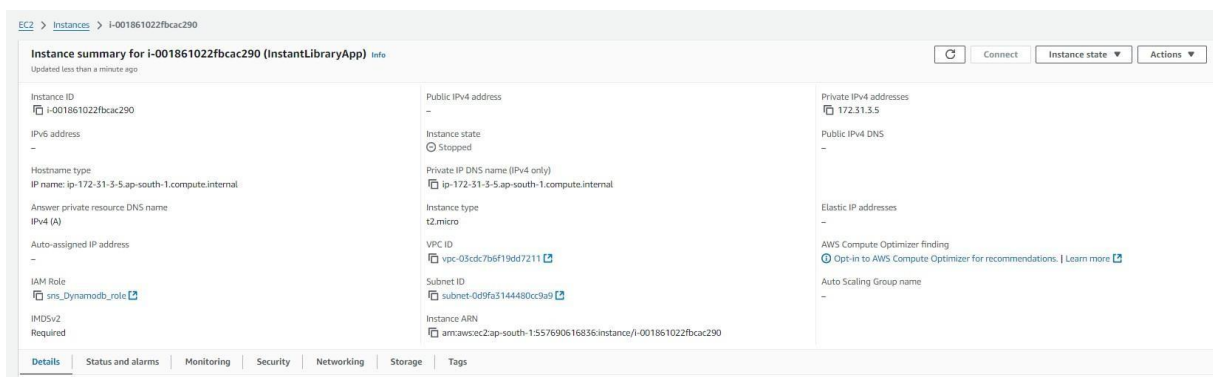 EC2 > Instances > i-001861022fbcac290
Instance summary for i-001861022fbcac290 (InstantLibraryApp) Info
Updated less than a minute ago
Connect
Instance state ▼
Actions ▼
Instance ID
i-001861022fbcac290
Public IPv4 address
–
Private IPv4 addresses
172.31.3.5
IPv6 address
–
Instance state
Stopped
Public IPv4 DNS
–
Hostname type
IP name: ip-172-31-3-5.ap-south-1.compute.internal
Private IP DNS name (IPv4 only)
ip-172-31-3-5.ap-south-1.compute.internal
Answer private resource DNS name
IPv4 (A)
Instance type
t2.micro
Elastic IP addresses
–
Auto-assigned IP address
–
VPC ID
vpc-03cdc7b6f19dd7211
AWS Compute Optimizer finding
Opt-in to AWS Compute Optimizer for recommendations. | Learn more
IAM Role
sns_Dynamodb_role
Subnet ID
subnet-0d9fa3144480cc9a9
Auto Scaling Group name
–
IMDSv2
Required
Instance ARN
arn:aws:ec2:ap-south-1:557690616836:instance/i-001861022fbcac290
Details | Status and alarms | Monitoring | Security | Networking | Storage | Tags